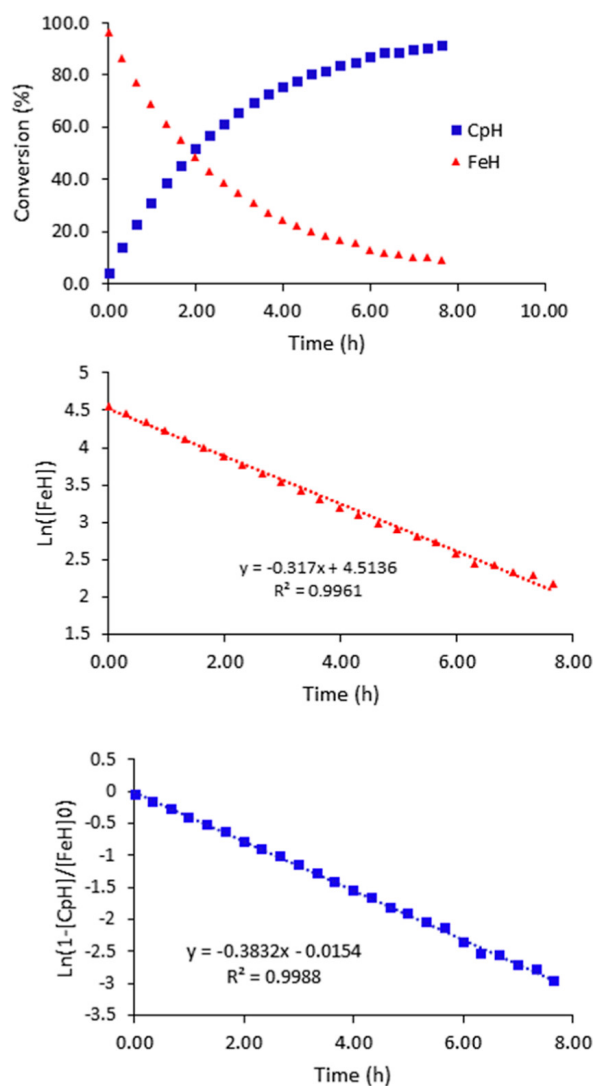 100.0
80.0
60.0
40.0
20.0
0.0
Conversion (%)
CpH
FeH
0.00 2.00 4.00 6.00 8.00 10.00
Time (h)
4.5
4
3.5
3
2.5
2
1.5
Ln([FeH])
y = -0.317x + 4.5136
R² = 0.9961
0.00 2.00 4.00 6.00 8.00
Time (h)
0.5
0
-0.5
-1
-1.5
-2
-2.5
-3
-3.5
Ln(1-[CpH]/[FeH]0)
y = -0.3832x - 0.0154
R² = 0.9988
0.00 2.00 4.00 6.00 8.00
Time (h)